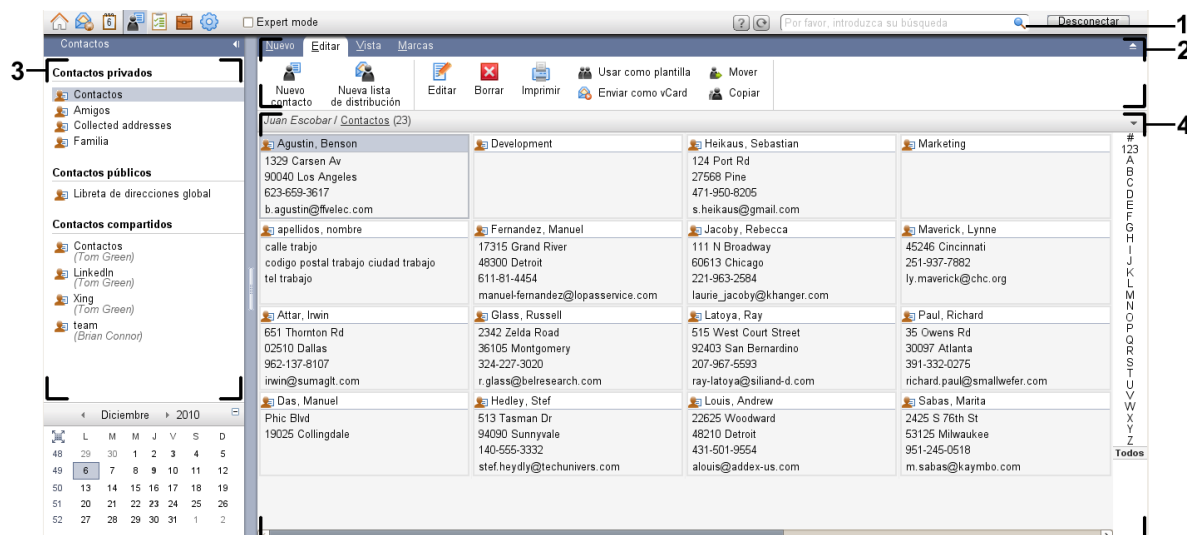 6 Expert mode ? Por favor, introduzca su búsqueda Desconectar 1
Contactos
Nuevo Editar Vista Marcas 2
3
Contactos privados
Contactos
Amigos
Collected addresses
Familia
Contactos públicos
Libreta de direcciones global
Contactos compartidos
Contactos
(Tom Green)
LinkedIn
(Tom Green)
Xing
(Tom Green)
team
(Brian Connor)
Diciembre 2010
L M M J V S D
48 29 30 1 2 3 4 5
49 6 7 8 9 10 11 12
50 13 14 15 16 17 18 19
51 20 21 22 23 24 25 26
52 27 28 29 30 31 1 2
Nuevo contacto
Nueva lista de distribución
Editar
Borrar
Imprimir
Usar como plantilla
Enviar como vCard
Mover
Copiar
Juan Escobar / Contactos (23) 4
Agustin, Benson
1329 Carsen Av
90040 Los Angeles
623-659-3617
b.agustin@ffvelec.com
Development
Heikaus, Sebastian
124 Port Rd
27568 Pine
471-950-8205
s.heikaus@gmail.com
Marketing
apellidos, nombre
calle trabjo
codigo postal trabajo ciudad trabajo
tel trabajo
Fernandez, Manuel
17315 Grand River
48300 Detroit
611-81-4454
manuel-fernandez@lopasservice.com
Jacoby, Rebecca
111 N Broadway
60613 Chicago
221-963-2584
laurie_jacoby@khanger.com
Maverick, Lynne
45246 Cincinnati
251-937-7882
ly.maverick@chc.org
Attar, Irwin
651 Thornton Rd
02510 Dallas
962-137-8107
irwin@sumaglt.com
Glass, Russell
2342 Zelda Road
36105 Montgomery
324-227-3020
r.glass@belresearch.com
Latoya, Ray
515 West Court Street
92403 San Bernardino
207-967-5593
ray-latoya@siliand-d.com
Paul, Richard
35 Owens Rd
30097 Atlanta
391-332-0275
richard.paul@smallwefer.com
Das, Manuel
Phic Blvd
19025 Collingdale
Hedley, Stef
513 Tasman Dr
94090 Sunnyvale
140-555-3332
stef.heydly@techunivers.com
Louis, Andrew
22625 Woodward
48210 Detroit
431-501-9554
alouis@addex-us.com
Sabas, Marita
2425 S 76th St
53125 Milwaukee
951-245-0518
m.sabas@kaymbo.com
#
123
A
B
C
D
E
F
G
H
I
J
K
L
M
N
O
P
Q
R
S
T
U
V
W
X
Y
Z
Todos